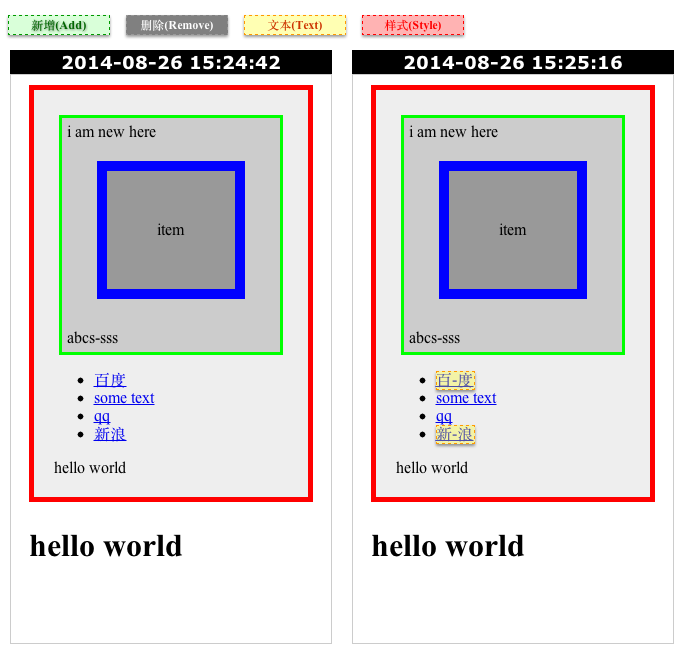 新增(Add) 删除(Remove) 文本(Text) 样式(Style)
2014-08-26 15:24:42
i am new here
item
abcs-sss
百度
some text
qq
新浪
hello world
hello world
2014-08-26 15:25:16
i am new here
item
abcs-sss
百-度
some text
qq
新-浪
hello world
hello world